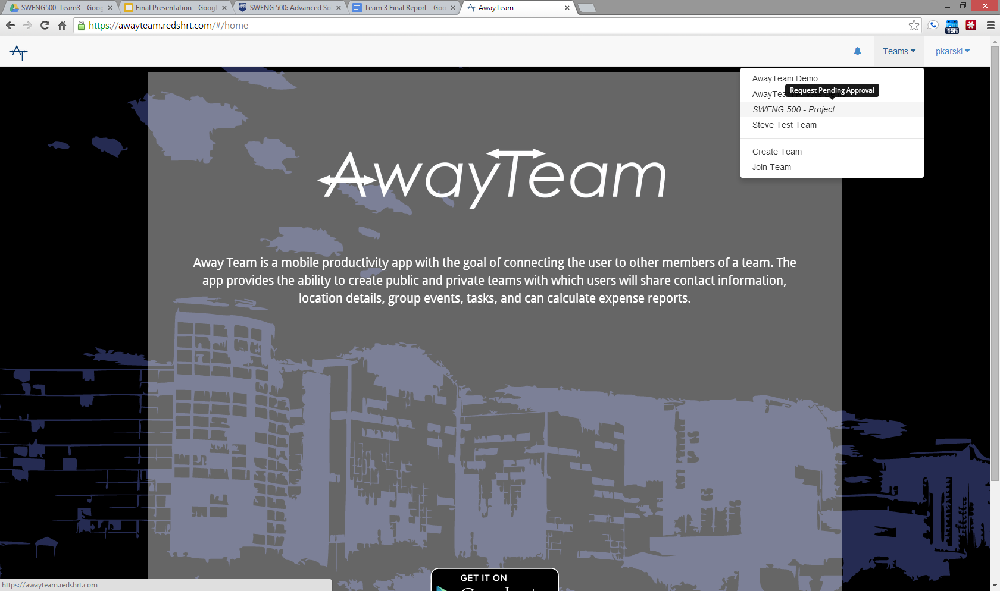 SWENG500_Team3 - Goog
Final Presentation - Googl
SWENG 500: Advanced So
Team 3 Final Report - Goo
AwayTeam
https://awayteam.redshrt.com/#/home
15h
Teams
pkarski
AwayTeam Demo
Request Pending Approval
AwayTea
SWENG 500 - Project
Steve Test Team
Create Team
Join Team
AwayTeam
Away Team is a mobile productivity app with the goal of connecting the user to other members of a team. The
app provides the ability to create public and private teams with which users will share contact information,
location details, group events, tasks, and can calculate expense reports.
GET IT ON
https://awayteam.redshrt.com